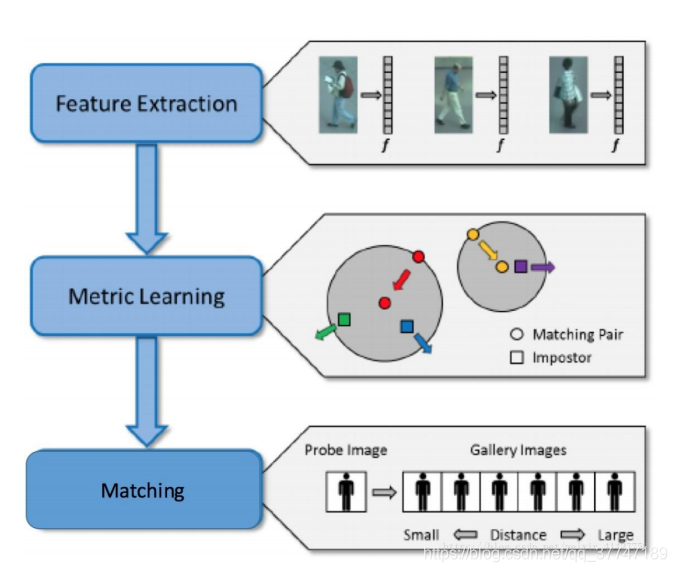 Feature Extraction
f
f
f
Metric Learning
Matching Pair
Impostor
Matching
Probe Image
Gallery Images
Small
Distance
Large
https://blog.csdn.net/qq_37747189